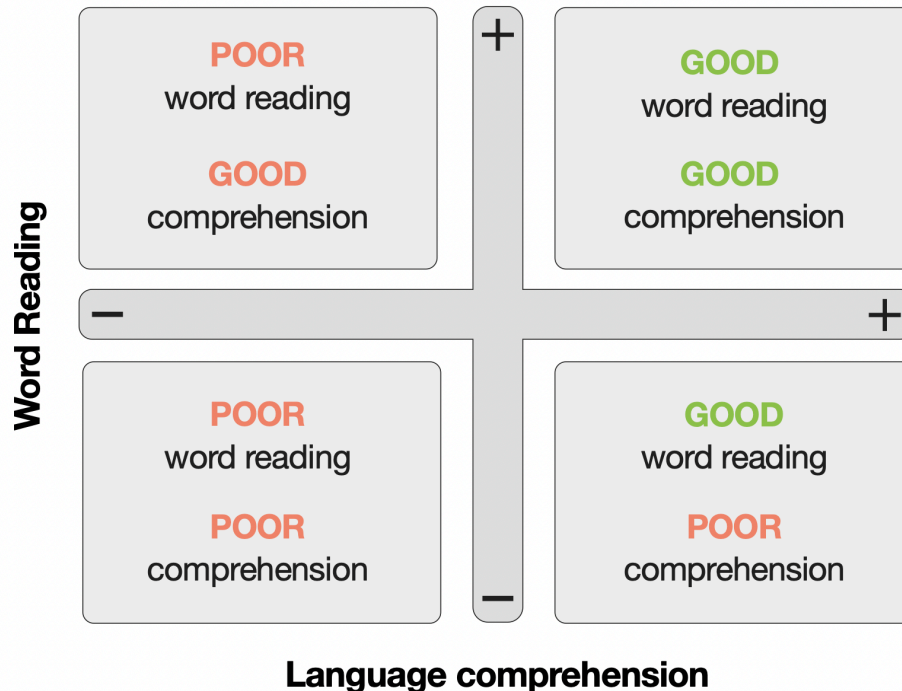 POOR
word reading
GOOD
comprehension
+
GOOD
word reading
GOOD
comprehension
Word Reading
−
+
POOR
word reading
POOR
comprehension
−
GOOD
word reading
POOR
comprehension
Language comprehension